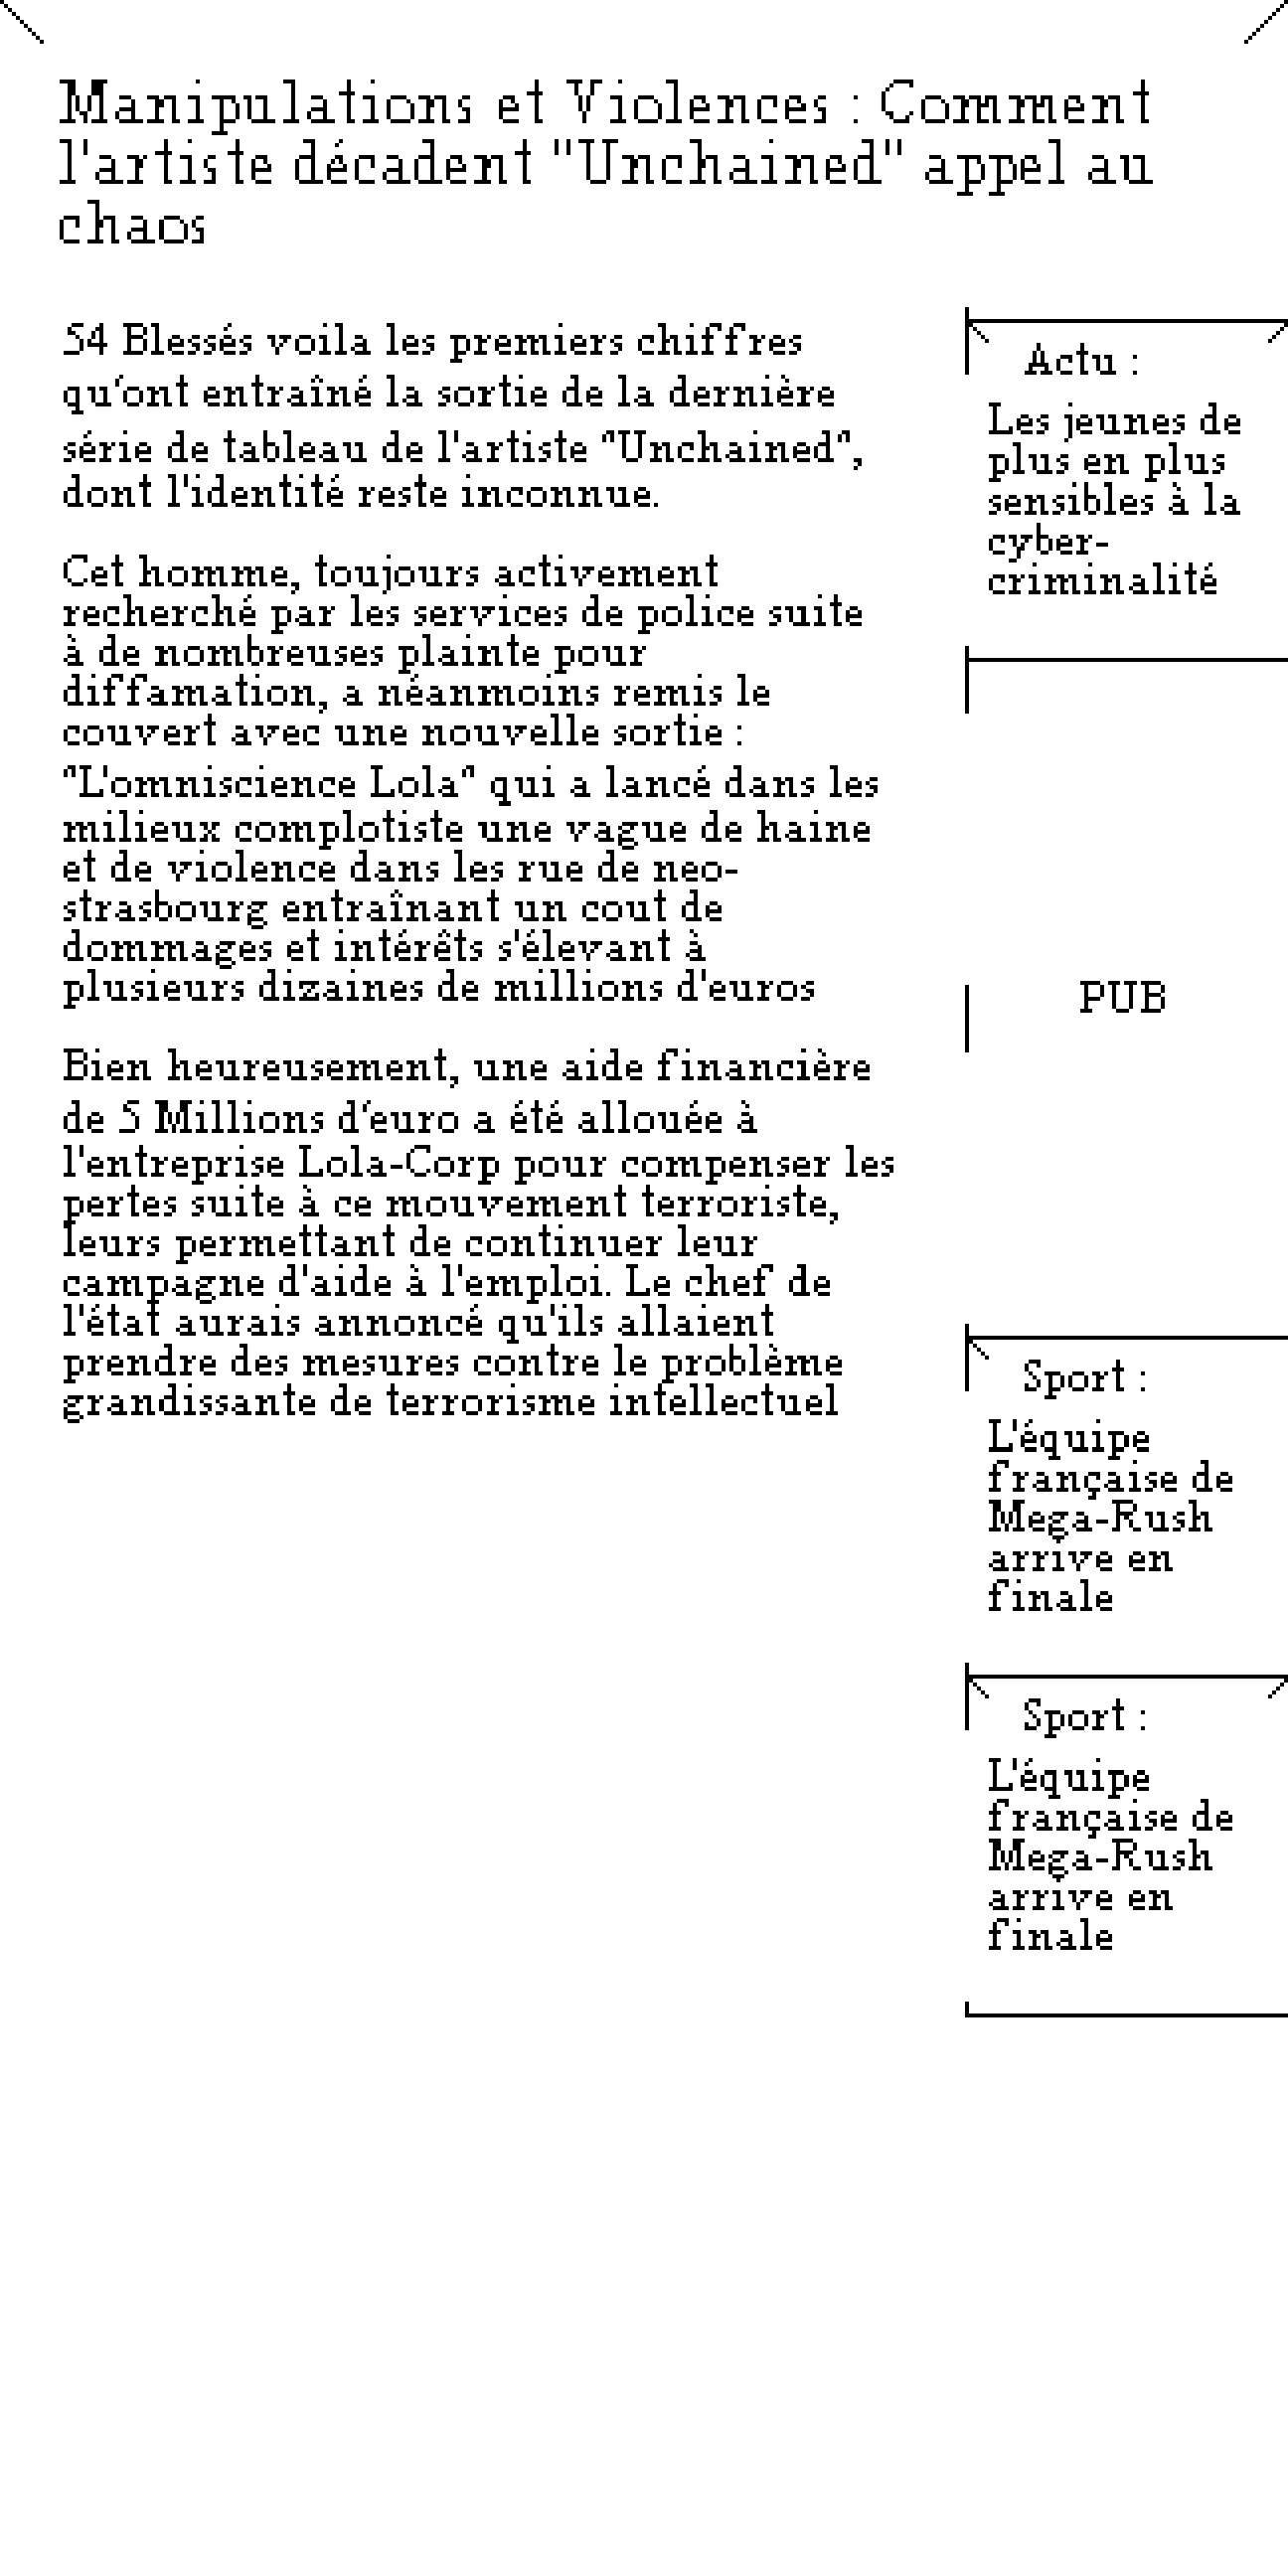 Manipulations et Violences : Comment
l'artiste décadent "Unchained" appel au
chaos
54 Blessés voila les premiers chiffres
qu'ont entraîné la sortie de la dernière
série de tableau de l'artiste "Unchained",
dont l'identité reste inconnue.
Cet homme, toujours activement
recherché par les services de police suite
à de nombreuses plainte pour
diffamation, a néanmoins remis le
couvert avec une nouvelle sortie :
"L'omniscience Lola" qui a lancé dans les
milieux complotiste une vague de haine
et de violence dans les rue de neo-
strasbourg entraînant un cout de
dommages et intérêts s'élevant à
plusieurs dizaines de millions d'euros
Bien heureusement, une aide financière
de 5 Millions d'euro a été allouée à
l'entreprise Lola-Corp pour compenser les
pertes suite à ce mouvement terroriste,
leurs permettant de continuer leur
campagne d'aide à l'emploi. Le chef de
l'état aurais annoncé qu'ils allaient
prendre des mesures contre le problème
grandissante de terrorisme intellectuel
Actu :
Les jeunes de
plus en plus
sensibles à la
cyber-
criminalité
PUB
Sport :
L'équipe
française de
Mega-Rush
arrive en
finale
Sport :
L'équipe
française de
Mega-Rush
arrive en
finale